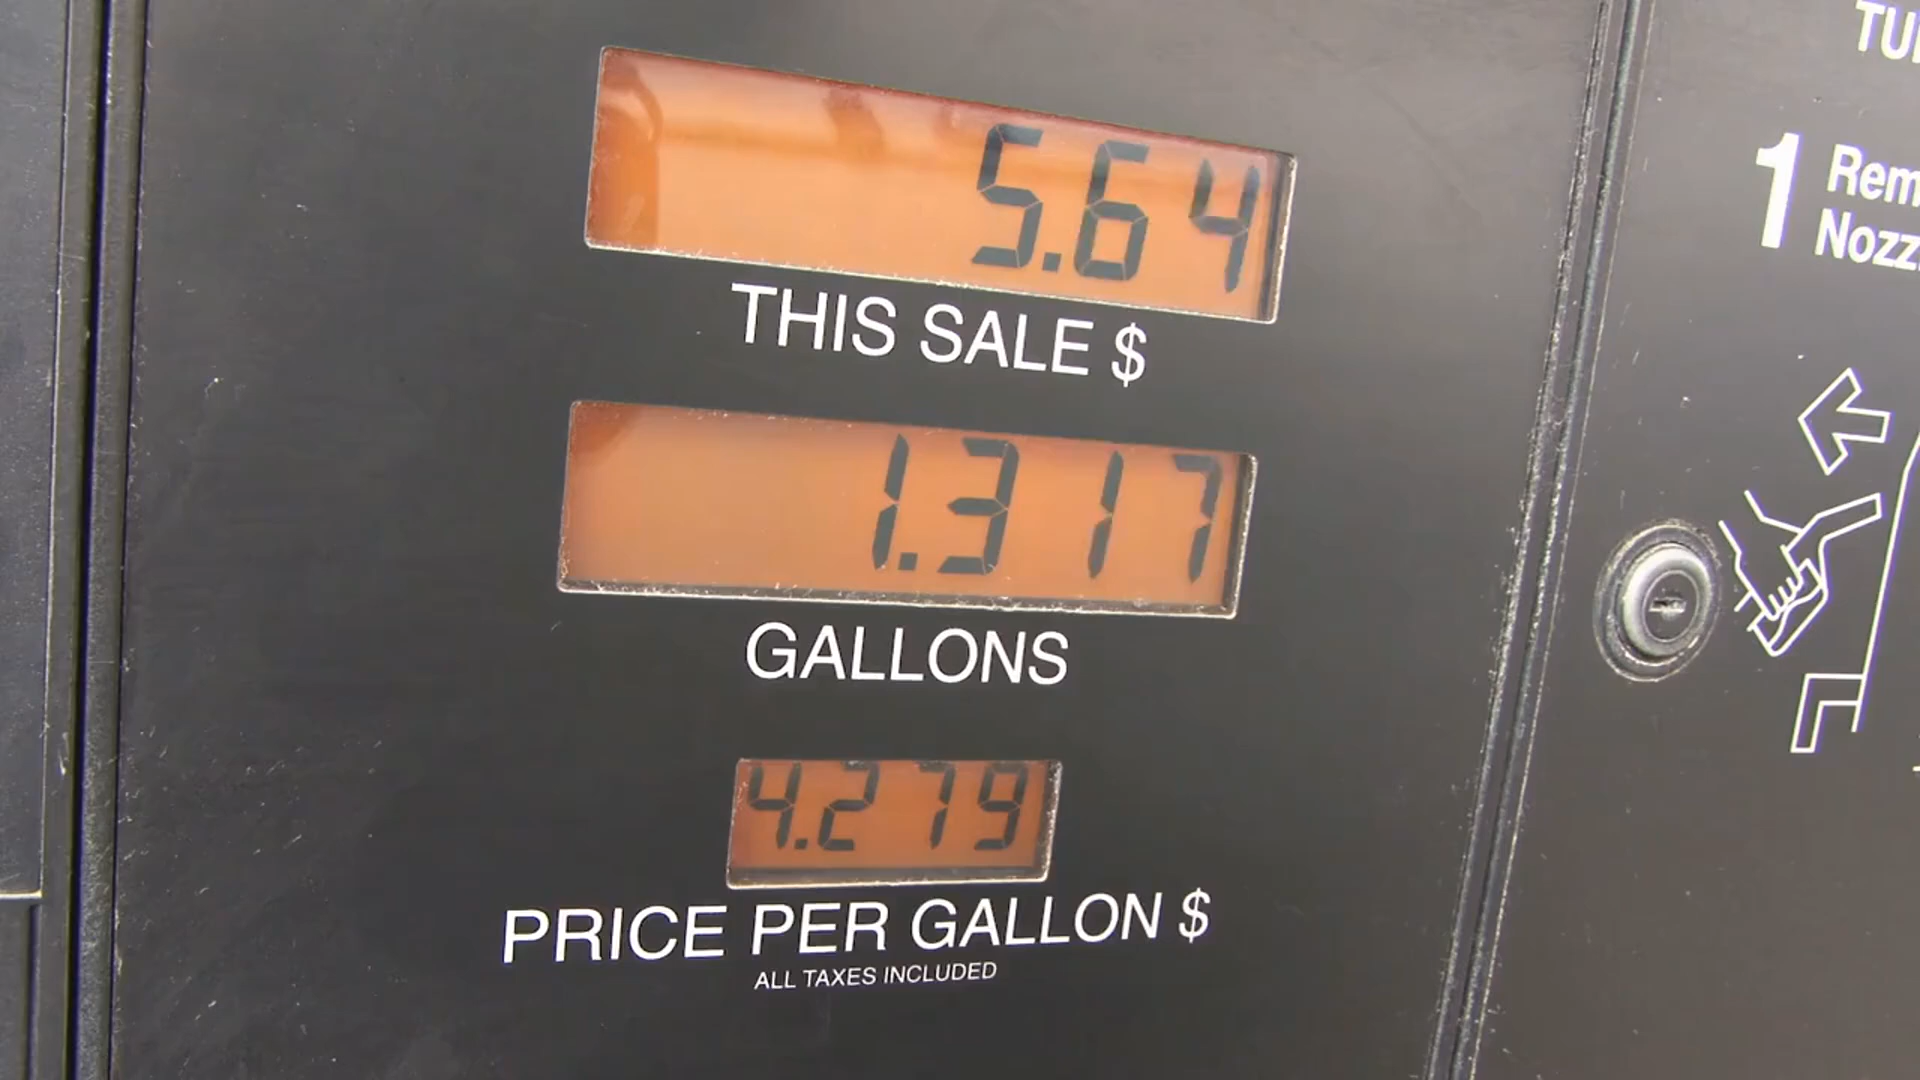 5.64
THIS SALE $
1.317
GALLONS
4.279
PRICE PER GALLON $
ALL TAXES INCLUDED
1